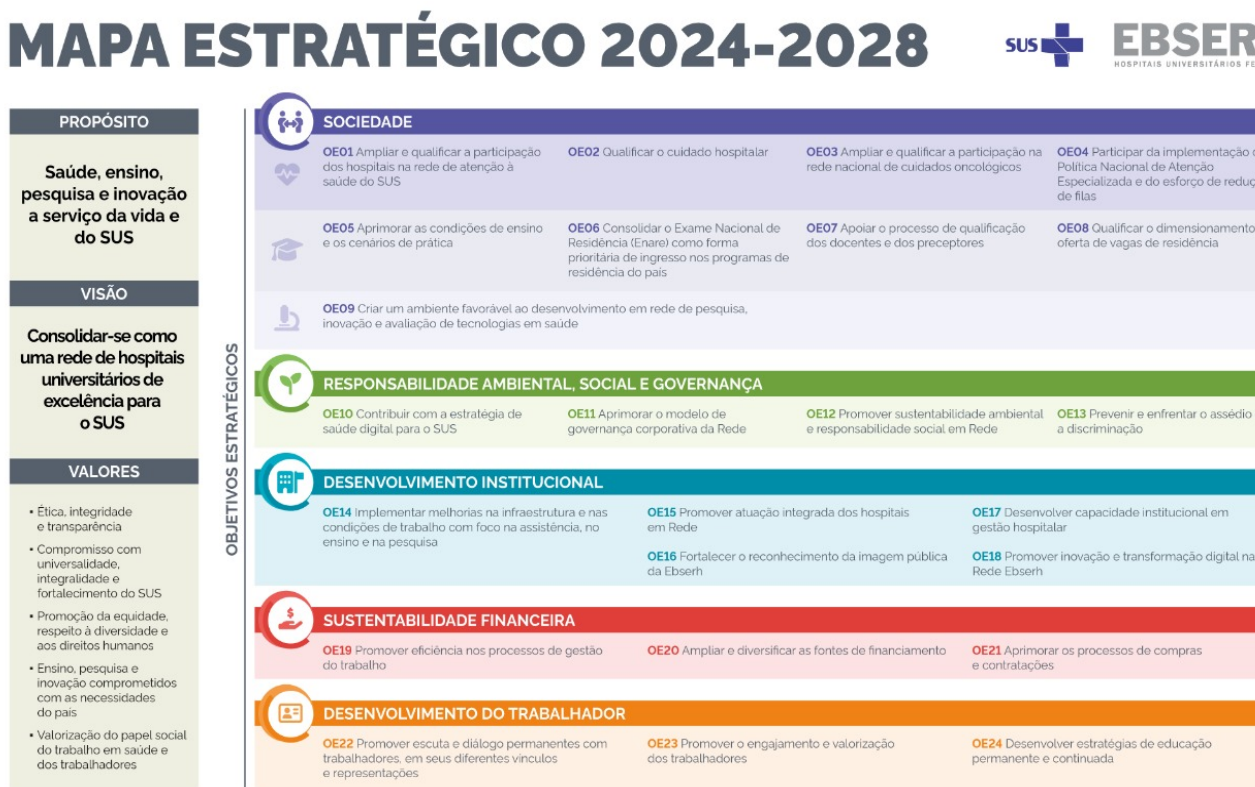 MAPA ESTRATÉGICO 2024-2028
SUS
HOSPITAIS UNIVERSITÁRIOS
PROPÓSITO
Saúde, ensino,
pesquisa e inovação
a serviço da vida e
do SUS
VISÃO
Consolidar-se como
uma rede de hospitais
universitários de
excelência para
o SUS
VALORES
• Ética, integridade
e transparência
• Compromisso com
universalidade,
integralidade e
fortalecimento do SUS
• Promoção da equidade,
respeito à diversidade e
aos direitos humanos
• Ensino, pesquisa e
inovação comprometidos
com as necessidades
do país
• Valorização do papel social
do trabalho em saúde e
dos trabalhadores
OBJETIVOS ESTRATÉGICOS
SOCIEDADE
OE01 Ampliar e qualificar a participação
dos hospitais na rede de atenção à
saúde do SUS
OE02 Qualificar o cuidado hospitalar
OE03 Ampliar e qualificar a participação na
rede nacional de cuidados oncológicos
OE04 Participar da implementação
Política Nacional de Atenção
Especializada e do esforço de
de filas
OE05 Aprimorar as condições de ensino
e os cenários de prática
OE06 Consolidar o Exame Nacional de
Residência (Enare) como forma
prioritária de ingresso nos programas de
residência do país
OE07 Apoiar o processo de qualificação
dos docentes e dos preceptores
OE08 Qualificar o dimensionamento
oferta de vagas de residência
OE09 Criar um ambiente favorável ao desenvolvimento em rede de pesquisa,
inovação e avaliação de tecnologias em saúde
RESPONSABILIDADE AMBIENTAL, SOCIAL E GOVERNANÇA
OE10 Contribuir com a estratégia de
saúde digital para o SUS
OE11 Aprimorar o modelo de
governança corporativa da Rede
OE12 Promover sustentabilidade ambiental
e responsabilidade social em Rede
OE13 Prevenir e enfrentar o assédio
a discriminação
DESENVOLVIMENTO INSTITUCIONAL
OE14 Implementar melhorias na infraestrutura e nas
condições de trabalho com foco na assistência, no
ensino e na pesquisa
OE15 Promover atuação integrada dos hospitais
em Rede
OE16 Fortalecer o reconhecimento da imagem pública
da Ebserh
OE17 Desenvolver capacidade institucional em
gestão hospitalar
OE18 Promover inovação e transformação digital na
Rede Ebserh
SUSTENTABILIDADE FINANCEIRA
$
OE19 Promover eficiência nos processos de gestão
do trabalho
OE20 Ampliar e diversificar as fontes de financiamento
OE21 Aprimorar os processos de compras
e contratações
DESENVOLVIMENTO DO TRABALHADOR
OE22 Promover escuta e diálogo permanentes com
trabalhadores, em seus diferentes vínculos
e representações
OE23 Promover o engajamento e valorização
dos trabalhadores
OE24 Desenvolver estratégias de educação
permanente e continuada